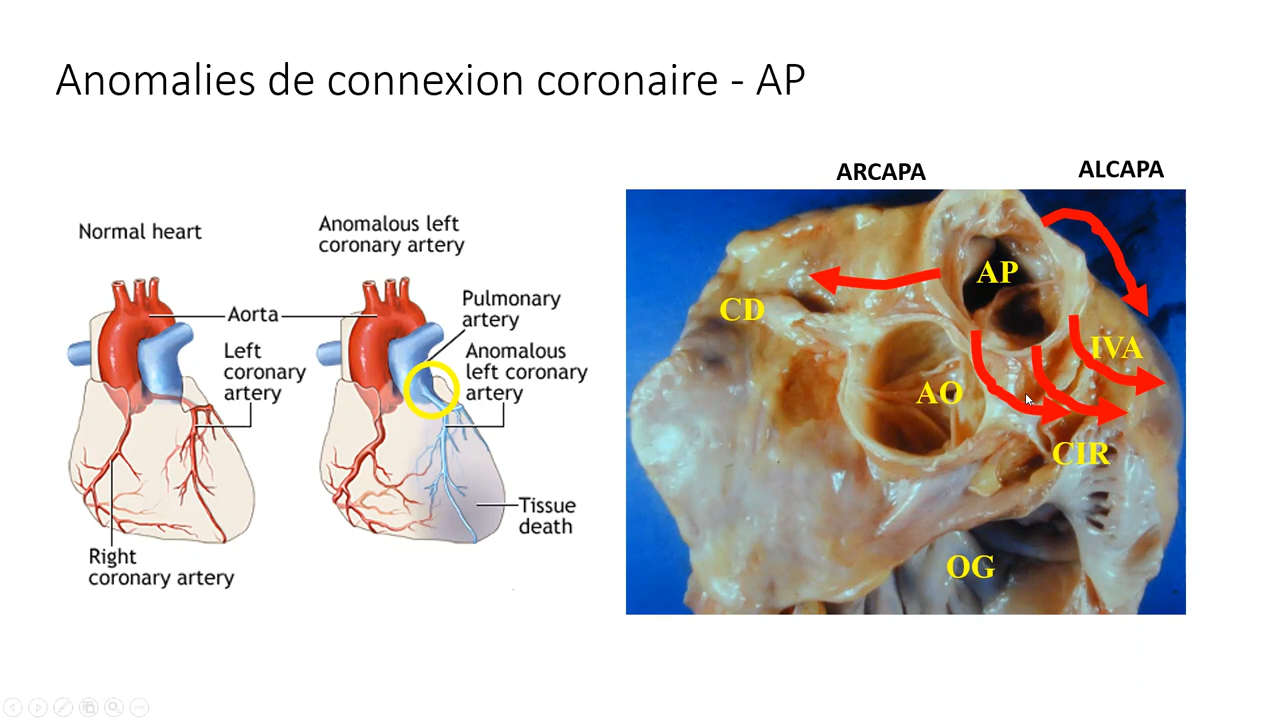 Anomalies de connexion coronaire - AP
Normal heart
Anomalous left
coronary artery
Aorta
Pulmonary
artery
Left
coronary
artery
Anomalous
left coronary
artery
Tissue
death
Right
coronary artery
ARCAPA
ALCAPA
AP
CD
IVA
AO
CIR
OG